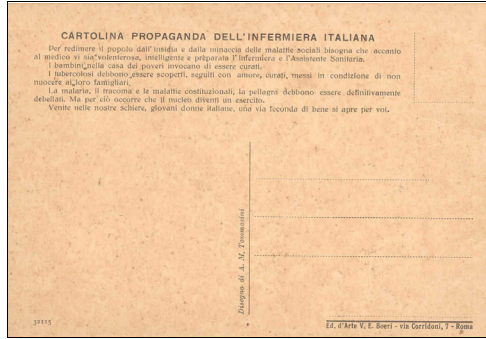 CARTOLINA PROPAGANDA DELL'INFERMIERA ITALIANA
Per redimere il popolo dall'insidia e dalla minaccia delle malattie sociali bisogna che accanto
al medico vi sia volenterosa, intelligente e preparata l'Infermiera e l'Assistente Sanitaria.
I bambini nella casa dei poveri invocano di essere curati.
I tubercolosi debbono essere scoperti, seguiti con amore, curati, messi in condizione di non
nuocere ai loro famigliari.
La malaria, il tracoma e le malattie costituzionali, la pellagra debbono essere definitivamente
debellati. Ma per ciò occorre che il nucleo diventi un esercito.
Venite nelle nostre schiere, giovani donne italiane, una via feconda di bene si apre per voi.
Disegno di A. M. Tommasini
Ed. d'Arte V. E. Boeri - via Corridoni, 7 - Roma